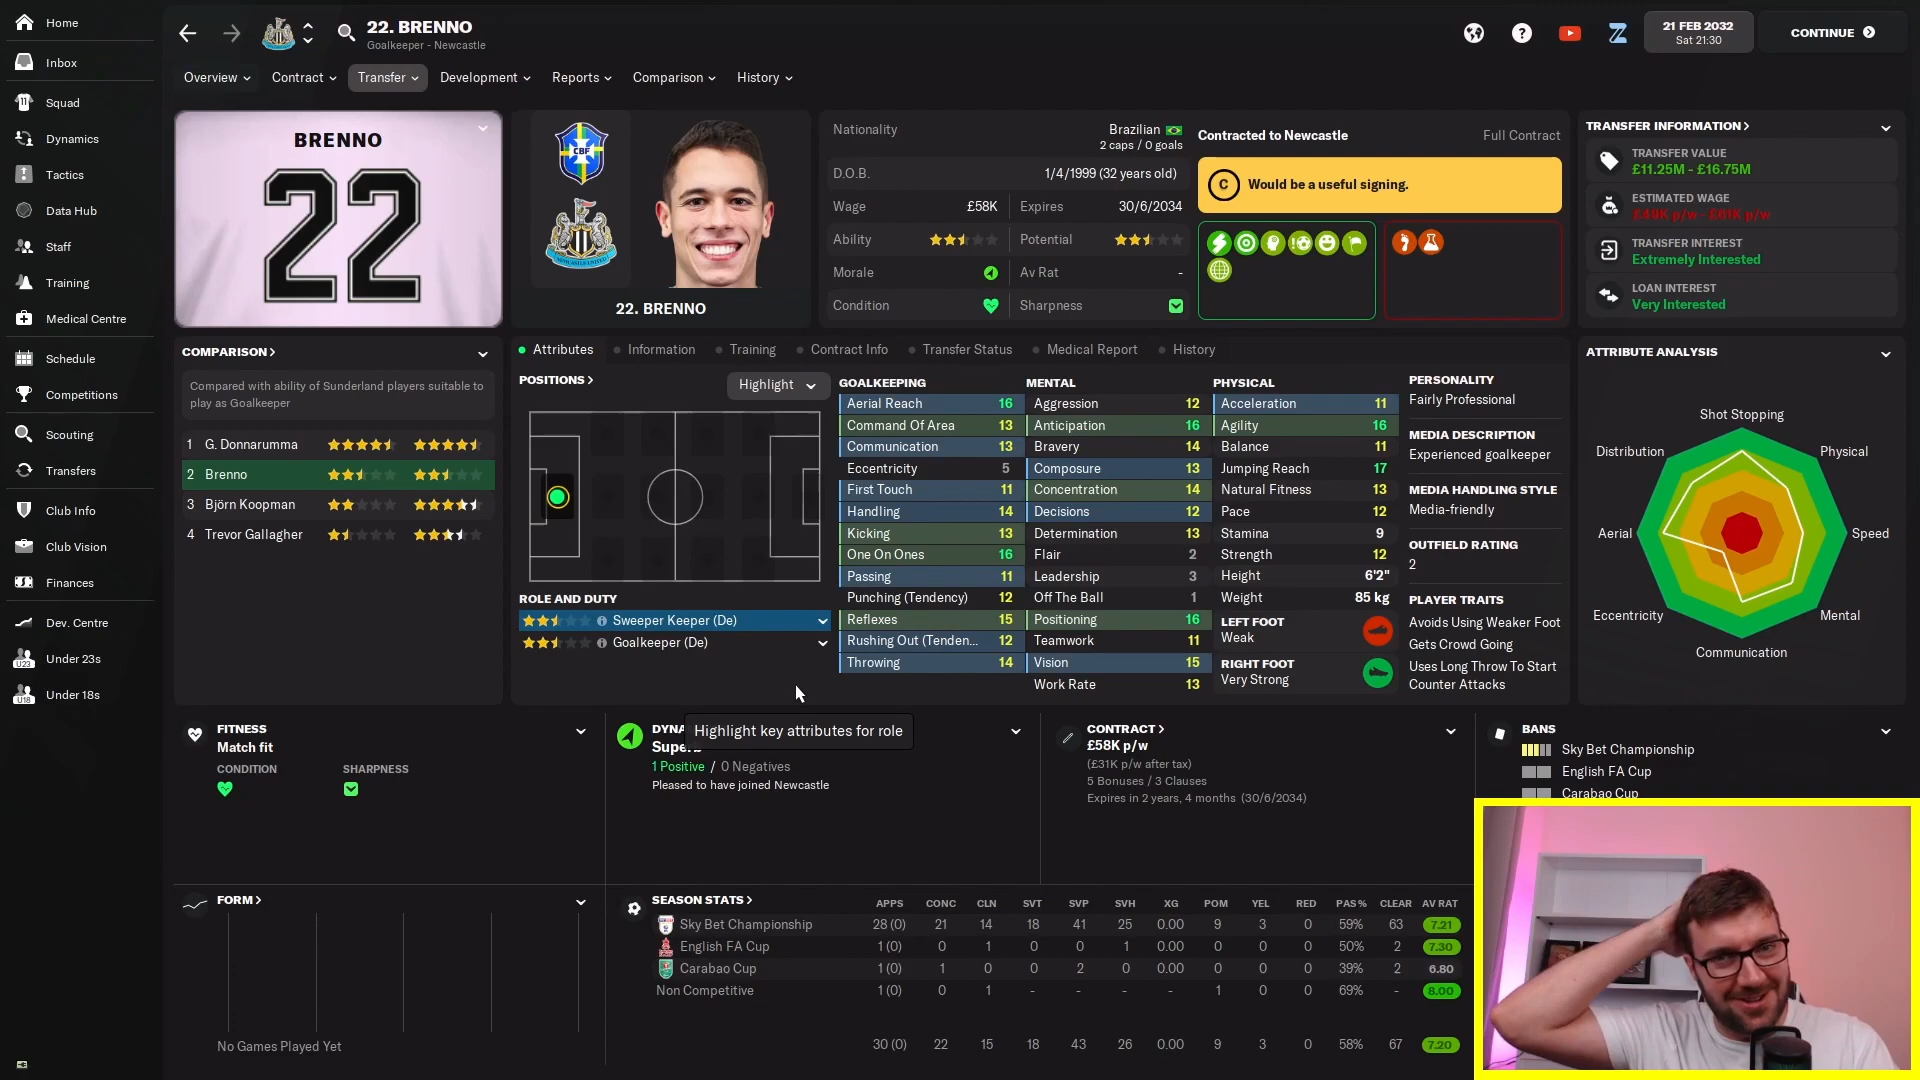 Home
Inbox
Squad
Dynamics
Tactics
Data Hub
Staff
Training
Medical Centre
Schedule
Competitions
Scouting
Transfers
Club Info
Club Vision
Finances
Dev. Centre
Under 23s
Under 18s
22. BRENNO
Goalkeeper - Newcastle
21 FEB 2032
Sat 21:30
CONTINUE
Overview
Contract
Transfer
Development
Reports
Comparison
History
BRENNO
22
CBF
22. BRENNO
Nationality Brazilian
2 caps / 0 goals
D.O.B. 1/4/1999 (32 years old)
Wage £58K Expires 30/6/2034
Ability Potential
Morale Av Rat -
Condition Sharpness
Contracted to Newcastle Full Contract
C Would be a useful signing.
TRANSFER INFORMATION>
TRANSFER VALUE
£11.25M - £16.75M
ESTIMATED WAGE
£49K p/w - £61K p/w
TRANSFER INTEREST
Extremely Interested
LOAN INTEREST
Very Interested
COMPARISON>
Compared with ability of Sunderland players suitable to
play as Goalkeeper
1 G. Donnarumma
2 Brenno
3 Björn Koopman
4 Trevor Gallagher
Attributes
Information
Training
Contract Info
Transfer Status
Medical Report
History
POSITIONS>
Highlight
ROLE AND DUTY
Sweeper Keeper (De)
Goalkeeper (De)
GOALKEEPING
Aerial Reach 16
Command Of Area 13
Communication 13
Eccentricity 5
First Touch 11
Handling 14
Kicking 13
One On Ones 16
Passing 11
Punching (Tendency) 12
Reflexes 15
Rushing Out (Tenden... 12
Throwing 14
MENTAL
Aggression 12
Anticipation 16
Bravery 14
Composure 13
Concentration 14
Decisions 12
Determination 13
Flair 2
Leadership 3
Off The Ball 1
Positioning 16
Teamwork 11
Vision 15
Work Rate 13
PHYSICAL
Acceleration 11
Agility 16
Balance 11
Jumping Reach 17
Natural Fitness 13
Pace 12
Stamina 9
Strength 12
Height 6'2"
Weight 85 kg
LEFT FOOT
Weak
RIGHT FOOT
Very Strong
PERSONALITY
Fairly Professional
MEDIA DESCRIPTION
Experienced goalkeeper
MEDIA HANDLING STYLE
Media-friendly
OUTFIELD RATING
2
PLAYER TRAITS
Avoids Using Weaker Foot
Gets Crowd Going
Uses Long Throw To Start
Counter Attacks
ATTRIBUTE ANALYSIS
Shot Stopping
Distribution
Physical
Aerial
Speed
Eccentricity
Mental
Communication
FITNESS
Match fit
CONDITION
SHARPNESS
Highlight key attributes for role
1 Positive / 0 Negatives
Pleased to have joined Newcastle
CONTRACT>
£58K p/w
(£31K p/w after tax)
5 Bonuses / 3 Clauses
Expires in 2 years, 4 months (30/6/2034)
BANS
Sky Bet Championship
English FA Cup
Carabao Cup
FORM>
No Games Played Yet
SEASON STATS> APPS CONC CLN SVT SVP SVH XG POM YEL RED PAS% CLEAR AV RAT
Sky Bet Championship 28 (0) 21 14 18 41 25 0.00 9 3 0 59% 63 7.21
English FA Cup 1 (0) 0 1 0 0 1 0.00 0 0 0 50% 2 7.30
Carabao Cup 1 (0) 1 0 0 2 0 0.00 0 0 0 39% 2 6.80
Non Competitive 1 (0) 0 1 - - - - 1 0 0 69% - 8.00
30 (0) 22 15 18 43 26 0.00 9 3 0 58% 67 7.20